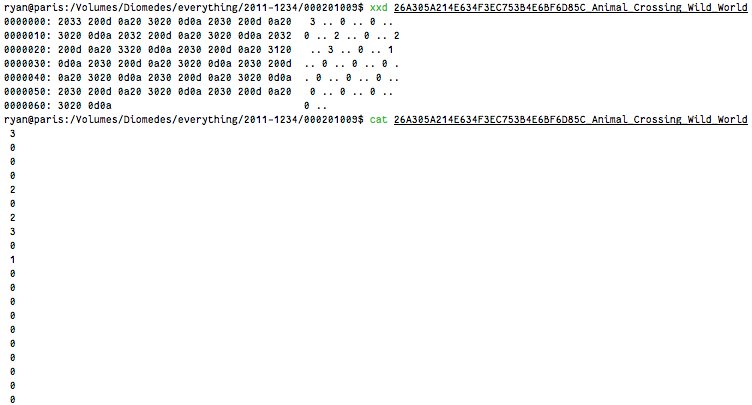 ryan@paris:/Volumes/Diomedes/everything/2011-1234/000201009$ xxd 26A305A214E634F3EC753B4E6BF6D85C_Animal_Crossing_Wild_World
0000000: 2033 200d 0a20 3020 0d0a 2030 200d 0a20   3 .. 0 .. 0 ..
0000010: 3020 0d0a 2032 200d 0a20 3020 0d0a 2032  0 .. 2 .. 0 .. 2
0000020: 200d 0a20 3320 0d0a 2030 200d 0a20 3120   .. 3 .. 0 .. 1
0000030: 0d0a 2030 200d 0a20 3020 0d0a 2030 200d  .. 0 .. 0 .. 0 .
0000040: 0a20 3020 0d0a 2030 200d 0a20 3020 0d0a  . 0 .. 0 .. 0 ..
0000050: 2030 200d 0a20 3020 0d0a 2030 200d 0a20   0 .. 0 .. 0 ..
0000060: 3020 0d0a                                0 ..
ryan@paris:/Volumes/Diomedes/everything/2011-1234/000201009$ cat 26A305A214E634F3EC753B4E6BF6D85C_Animal_Crossing_Wild_World
3
0
0
0
2
0
2
3
0
1
0
0
0
0
0
0
0
0
0
0